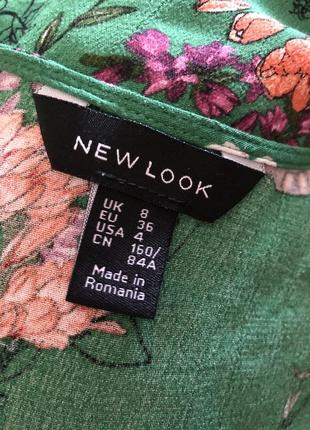 NEW LOOK
UK 8
EU 36
USA 4
CN 160/
84A
Made in
Romania